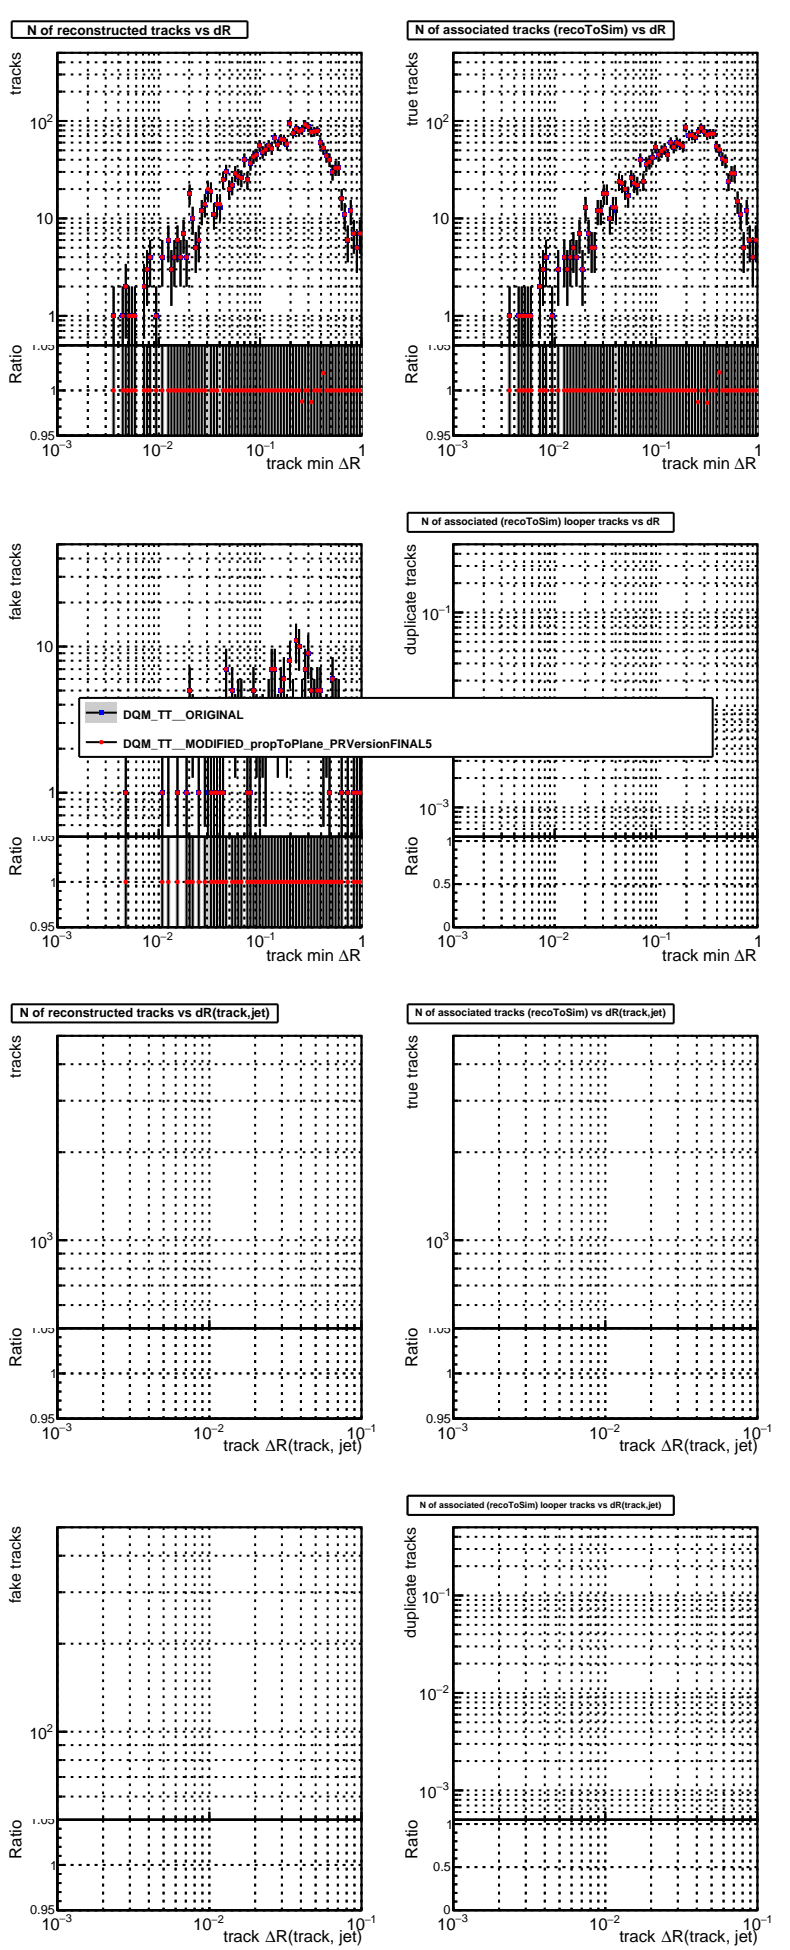 N of reconstructed tracks vs dR
tracks
10²
10
1
Ratio
1.05
1
0.95
10⁻³
10⁻²
10⁻¹
1
track min ΔR
N of associated tracks (recoToSim) vs dR
true tracks
10²
10
1
Ratio
1.05
1
0.95
10⁻³
10⁻²
10⁻¹
1
track min ΔR
fake tracks
10
1
Ratio
1.05
1
0.95
10⁻³
10⁻²
10⁻¹
1
track min ΔR
N of associated (recoToSim) looper tracks vs dR
duplicate tracks
10⁻¹
10⁻³
Ratio
1
0.5
0
10⁻³
10⁻²
10⁻¹
1
track min ΔR
DQM_TT__ORIGINAL
DQM_TT__MODIFIED_propToPlane_PRVersionFINAL5
N of reconstructed tracks vs dR(track,jet)
tracks
10³
Ratio
1.05
1
0.95
10⁻³
10⁻²
10⁻¹
track ΔR(track, jet)
N of associated tracks (recoToSim) vs dR(track,jet)
true tracks
10³
Ratio
1.05
1
0.95
10⁻³
10⁻²
10⁻¹
track ΔR(track, jet)
fake tracks
10²
Ratio
1.05
1
0.95
10⁻³
10⁻²
10⁻¹
track ΔR(track, jet)
N of associated (recoToSim) looper tracks vs dR(track,jet)
duplicate tracks
10⁻¹
10⁻²
10⁻³
Ratio
1
0.5
0
10⁻³
10⁻²
10⁻¹
track ΔR(track, jet)